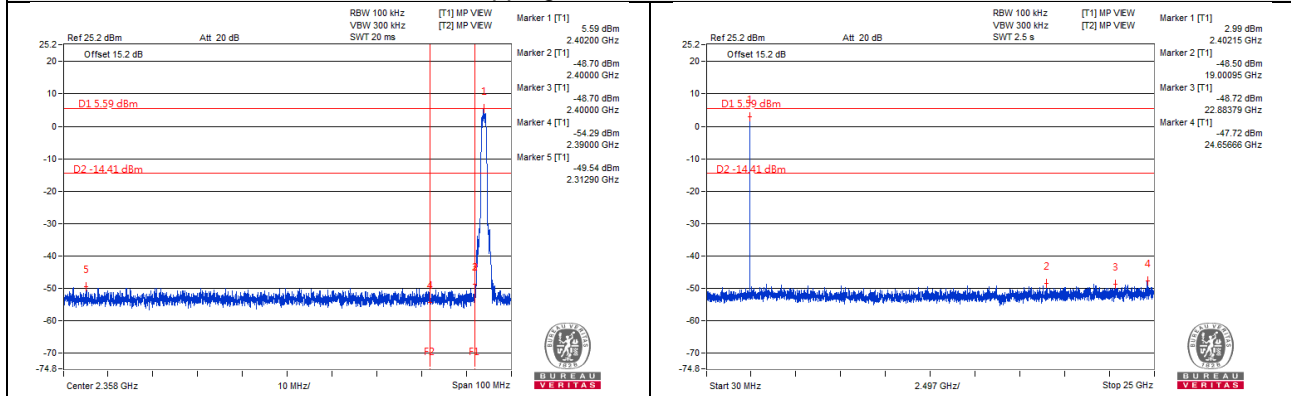 RBW 100 kHz [T1] MP VIEW
VBW 300 kHz [T2] MP VIEW
Ref 25.2 dBm Att 20 dB SWT 20 ms
Marker 1 [T1]
5.59 dBm
2.40200 GHz
Marker 2 [T1]
-48.70 dBm
2.40000 GHz
Marker 3 [T1]
-48.70 dBm
2.40000 GHz
Marker 4 [T1]
-54.29 dBm
2.39000 GHz
Marker 5 [T1]
-49.54 dBm
2.31290 GHz
25.2
Offset 15.2 dB
20
10
D1 5.59 dBm
1
0
-10
D2 -14.41 dBm
-20
-30
-40
5
4
-50
-60
-70
F2 F1
-74.8
Center 2.358 GHz 10 MHz/ Span 100 MHz
BUREAU VERITAS
1828
BUREAU
VERITAS
RBW 100 kHz [T1] MP VIEW
VBW 300 kHz [T2] MP VIEW
Ref 25.2 dBm Att 20 dB SWT 2.5 s
Marker 1 [T1]
2.99 dBm
2.40215 GHz
Marker 2 [T1]
-48.50 dBm
19.00095 GHz
Marker 3 [T1]
-48.72 dBm
22.88379 GHz
Marker 4 [T1]
-47.72 dBm
24.65666 GHz
25.2
Offset 15.2 dB
20
10
D1 5.59 dBm
1
0
-10
D2 -14.41 dBm
-20
-30
-40
2 3 4
-50
-60
-70
-74.8
Start 30 MHz 2.497 GHz/ Stop 25 GHz
BUREAU VERITAS
1828
BUREAU
VERITAS